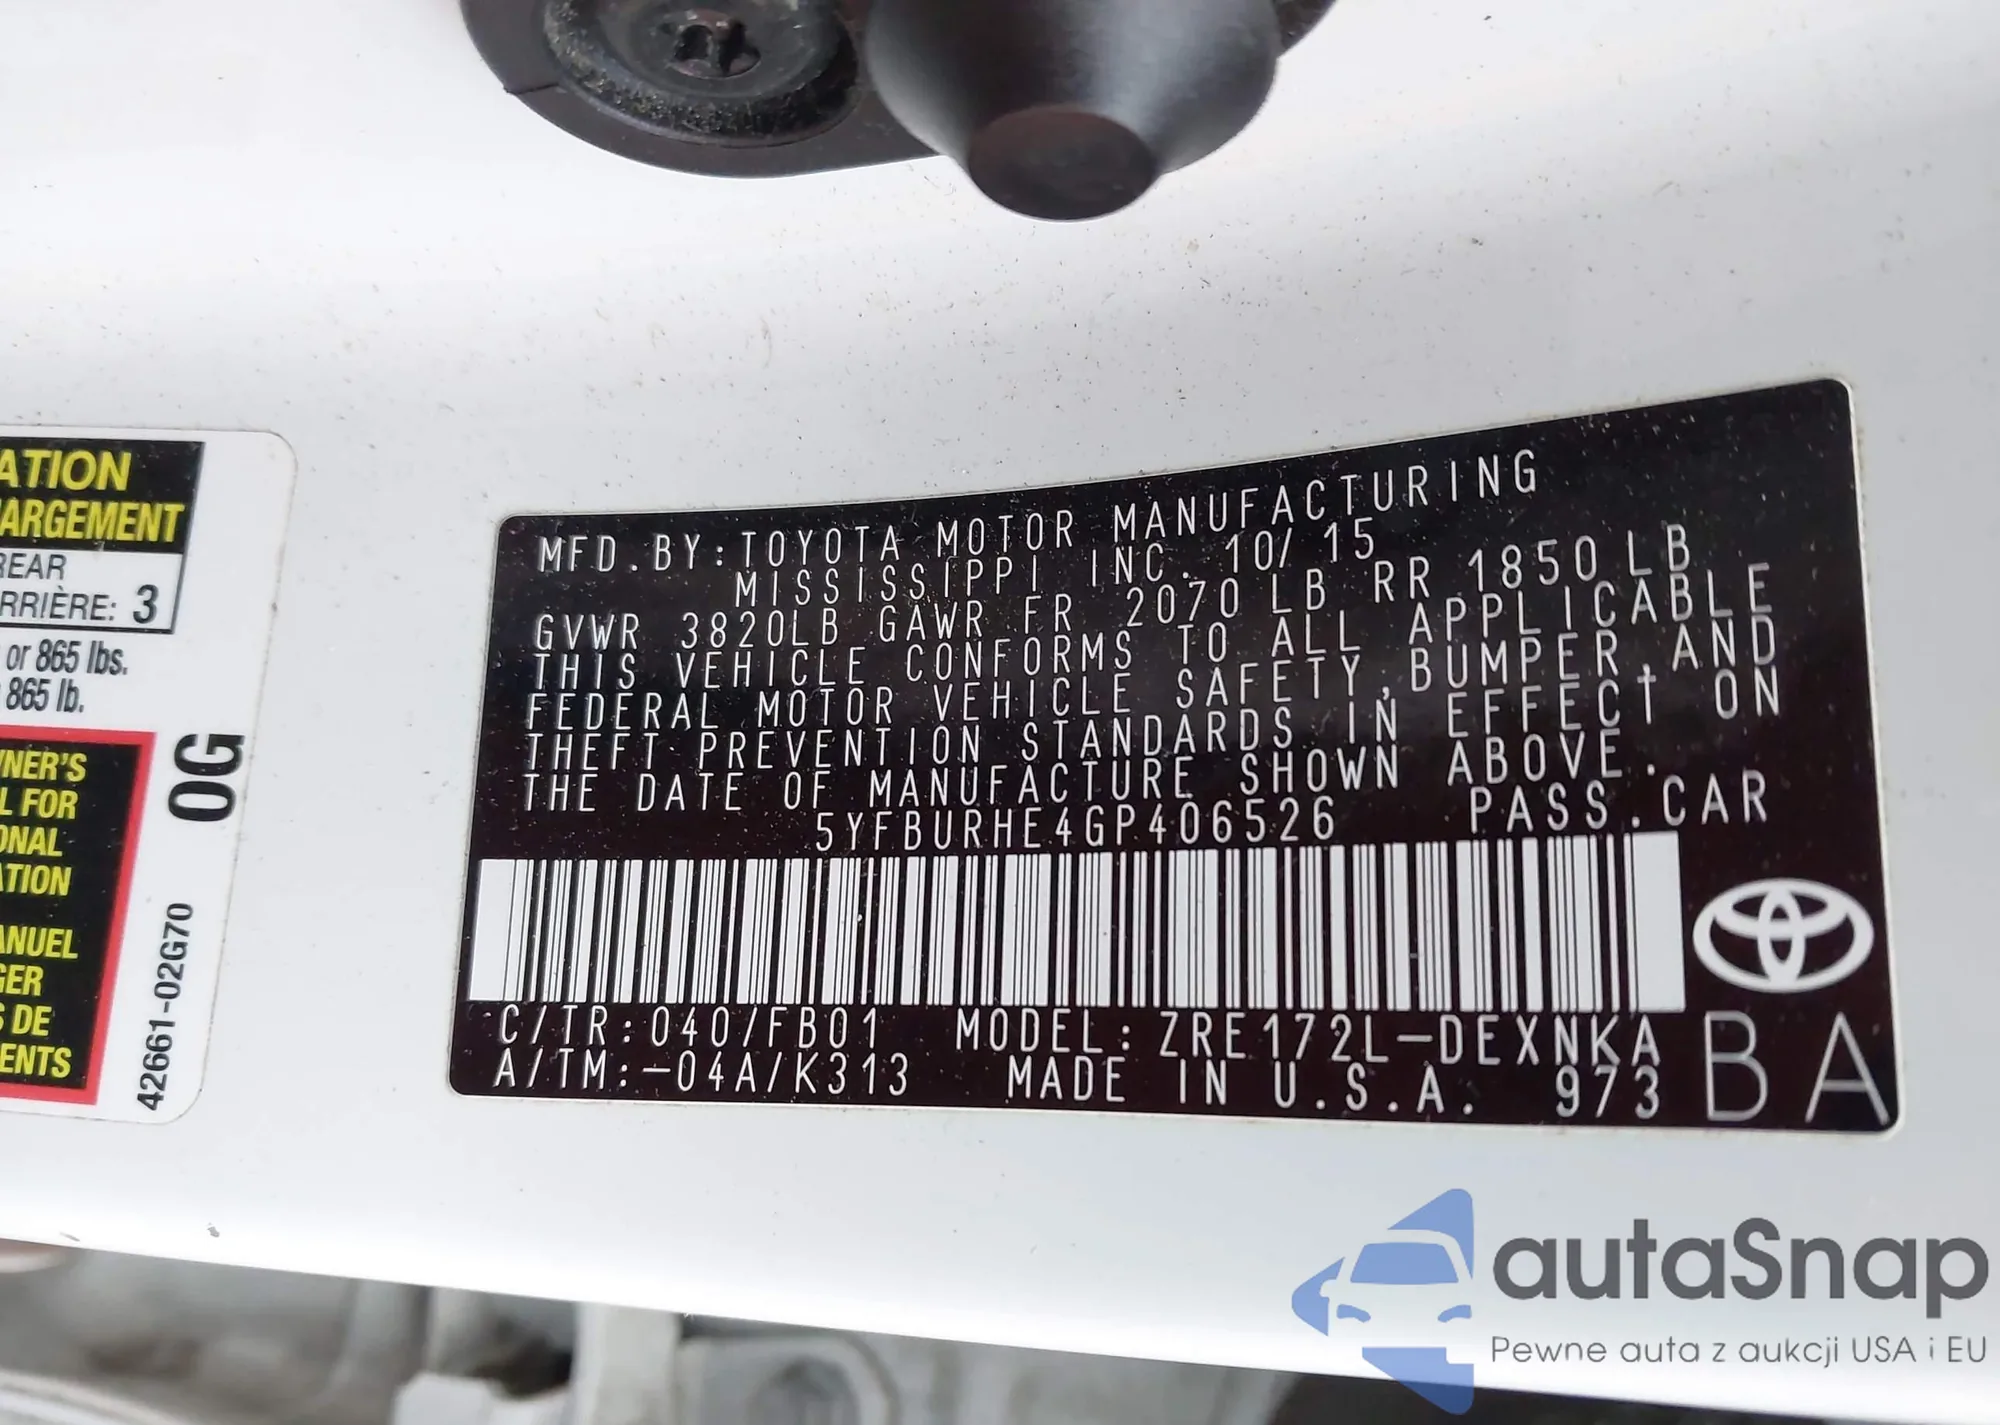 ATION
ARGEMENT
REAR
RRIÈRE: 3
or 865 lbs.
865 lb.
OG
NER'S
L FOR
ONAL
ATION
ANUEL
GER
S DE
ENTS
42661-02G70
MFD.BY:TOYOTA MOTOR MANUFACTURING
MISSISSIPPI INC. 10/15
GVWR 3820LB GAWR FR 2070 LB RR 1850 LB
THIS VEHICLE CONFORMS TO ALL APPLICABLE
FEDERAL MOTOR VEHICLE SAFETY,BUMPER,AND
THEFT PREVENTION STANDARDS IN EFFECT ON
THE DATE OF MANUFACTURE SHOWN ABOVE.
5YFBURHE4GP406526 PASS.CAR
C/TR:040/FB01 MODEL:ZRE172L-DEXNKA
A/TM:-04A/K313 MADE IN U.S.A. 973
BA
autaSnap
Pewne auta z aukcji USA i EU